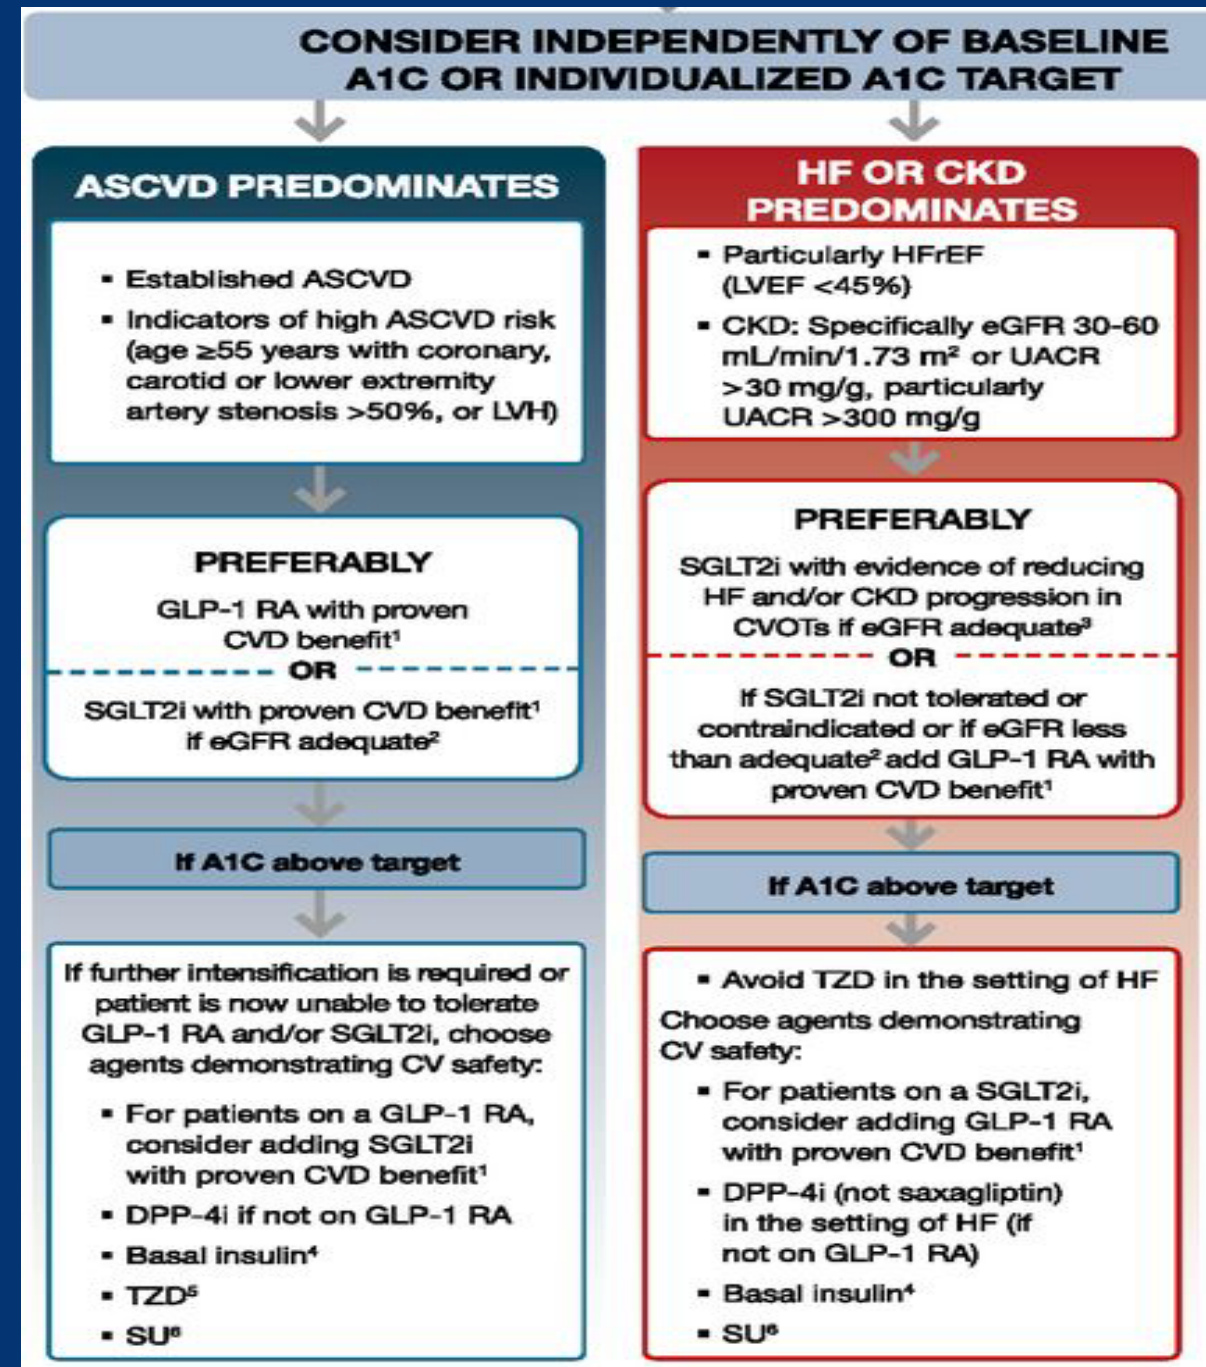 CONSIDER INDEPENDENTLY OF BASELINE
A1C OR INDIVIDUALIZED A1C TARGET
ASCVD PREDOMINATES
▪ Established ASCVD
▪ Indicators of high ASCVD risk
(age ≥55 years with coronary,
carotid or lower extremity
artery stenosis >50%, or LVH)
PREFERABLY
GLP-1 RA with proven
CVD benefit¹
OR
SGLT2i with proven CVD benefit¹
if eGFR adequate²
If A1C above target
If further intensification is required or
patient is now unable to tolerate
GLP-1 RA and/or SGLT2i, choose
agents demonstrating CV safety:
▪ For patients on a GLP-1 RA,
consider adding SGLT2i
with proven CVD benefit¹
▪ DPP-4i if not on GLP-1 RA
▪ Basal insulin⁴
▪ TZD⁵
▪ SU⁶
HF OR CKD
PREDOMINATES
▪ Particularly HFrEF
(LVEF <45%)
▪ CKD: Specifically eGFR 30-60
mL/min/1.73 m² or UACR
>30 mg/g, particularly
UACR >300 mg/g
PREFERABLY
SGLT2i with evidence of reducing
HF and/or CKD progression in
CVOTs if eGFR adequate³
OR
If SGLT2i not tolerated or
contraindicated or if eGFR less
than adequate² add GLP-1 RA with
proven CVD benefit¹
If A1C above target
▪ Avoid TZD in the setting of HF
Choose agents demonstrating
CV safety:
▪ For patients on a SGLT2i,
consider adding GLP-1 RA
with proven CVD benefit¹
▪ DPP-4i (not saxagliptin)
in the setting of HF (if
not on GLP-1 RA)
▪ Basal insulin⁴
▪ SU⁶